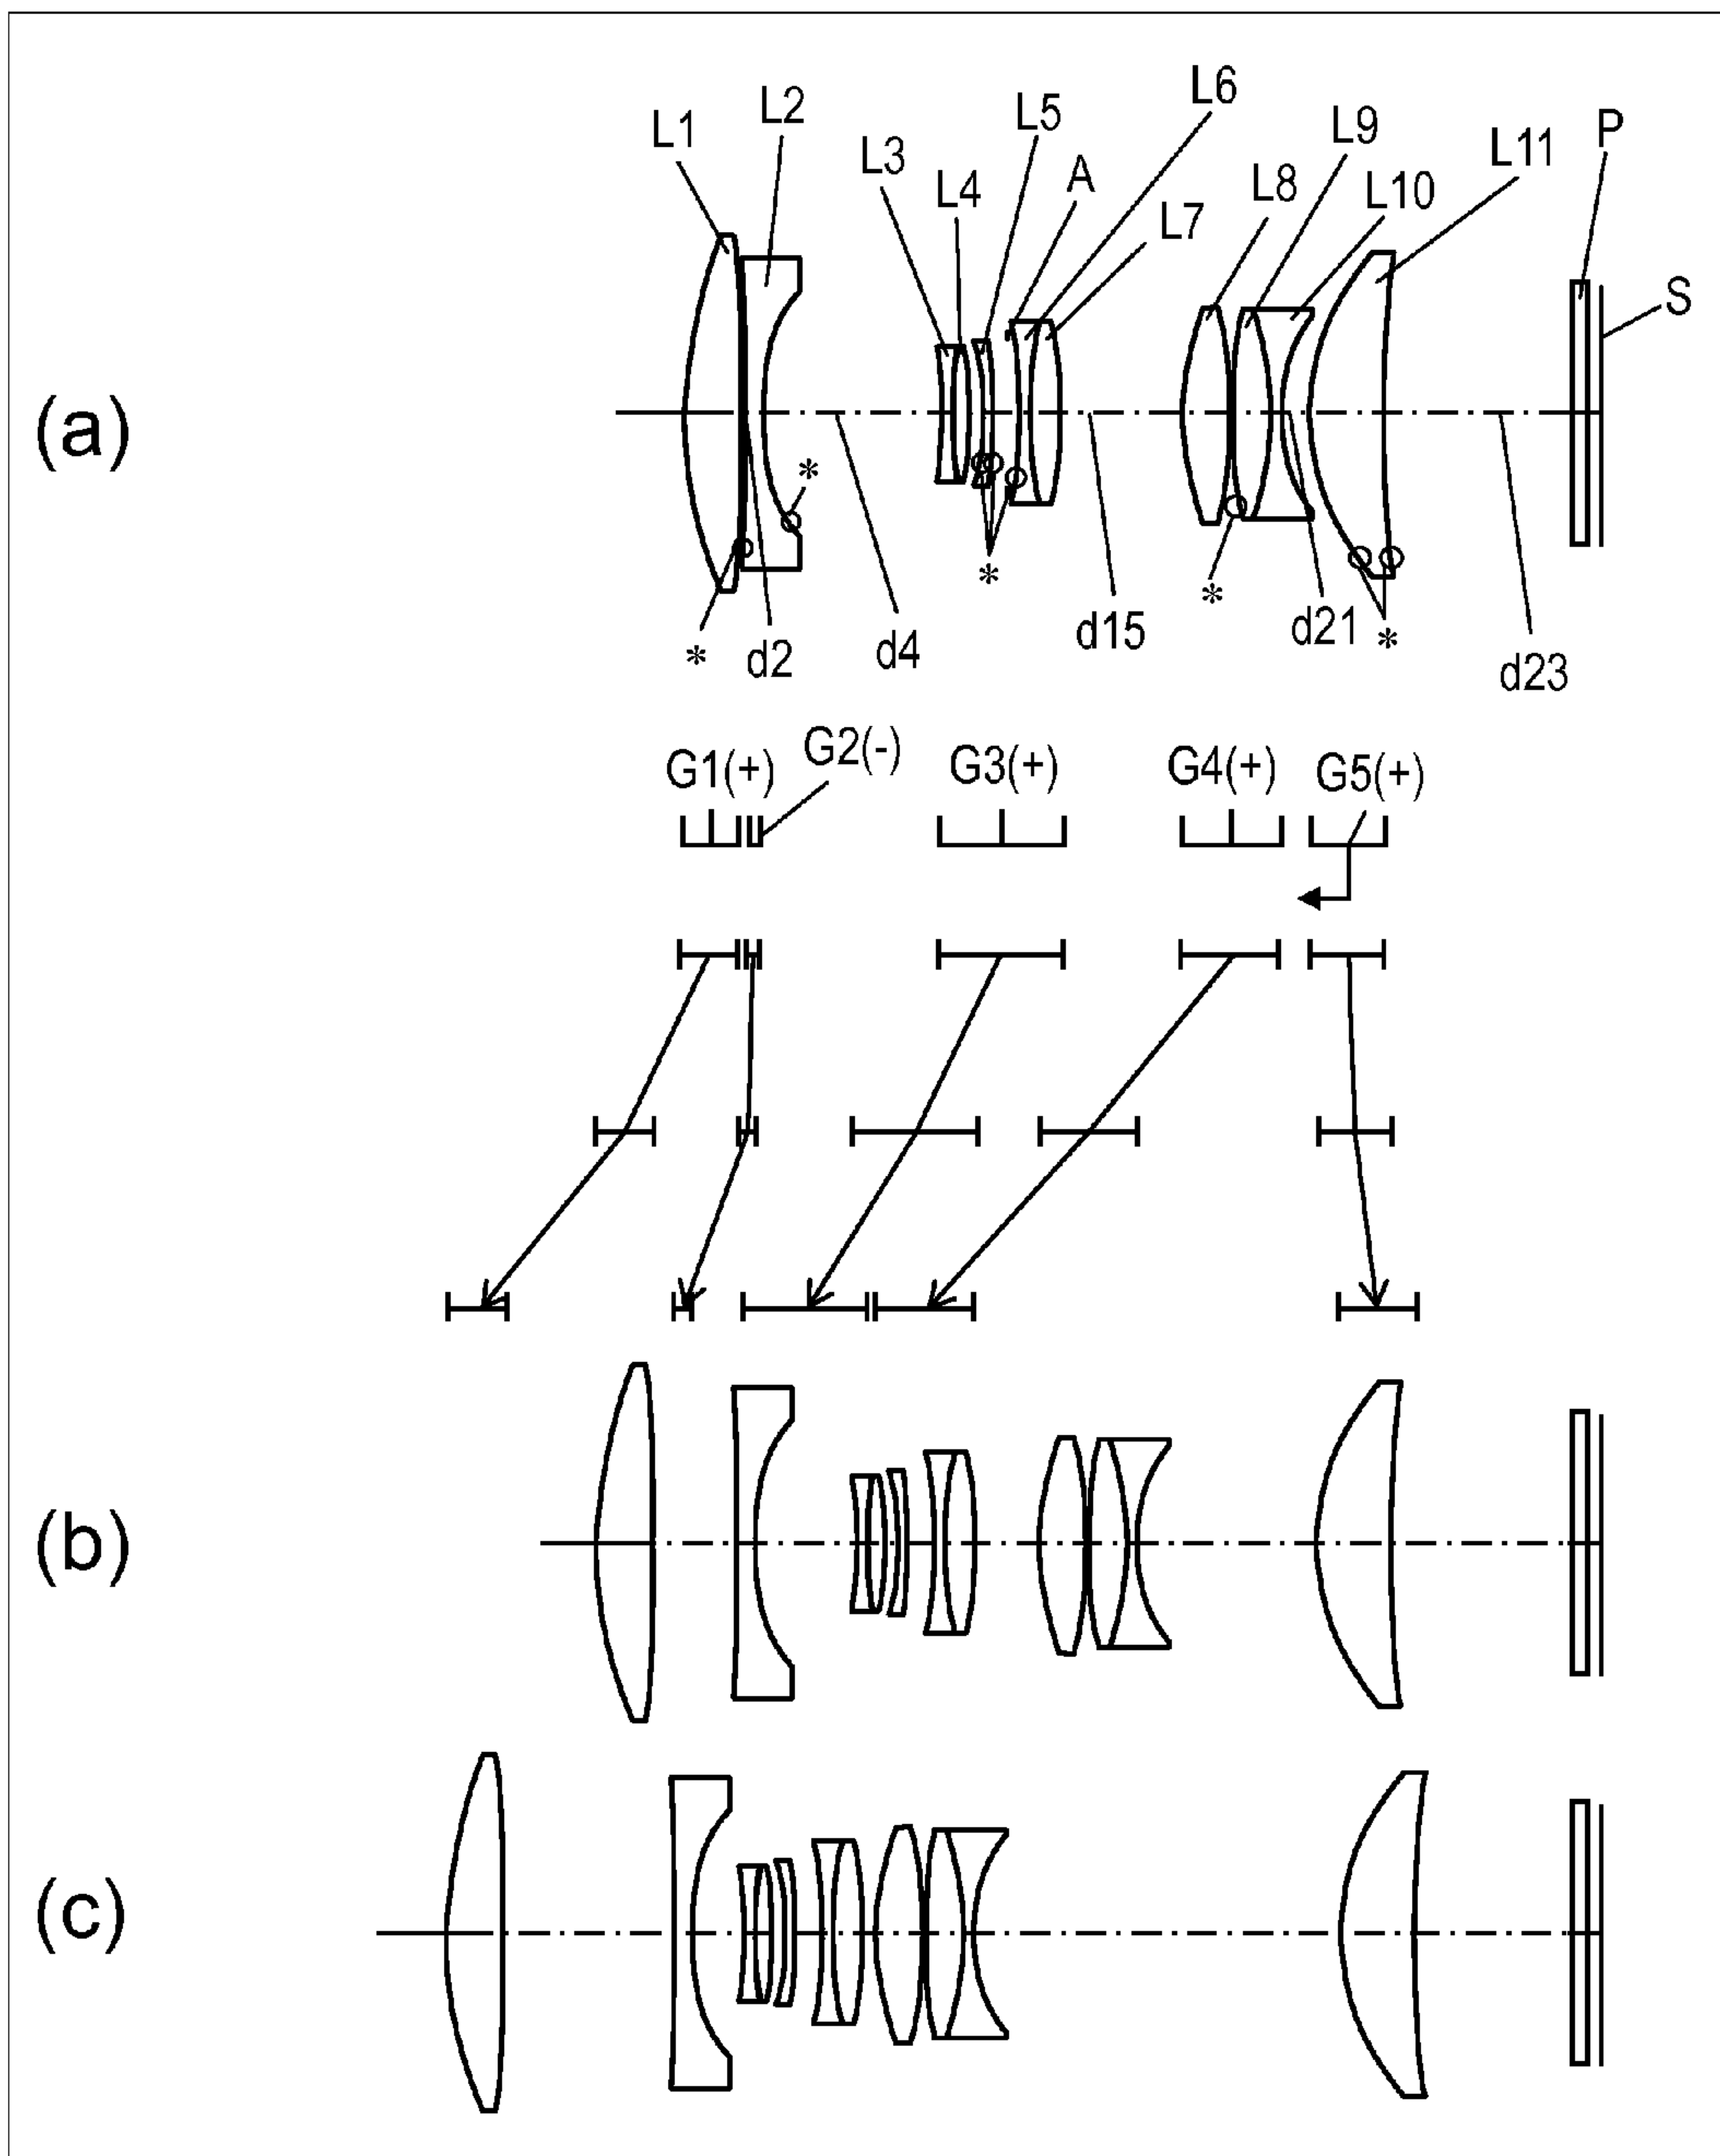 (a)
L1
L2
L3
L4
L5
A
L6
L7
L8
L9
L10
L11
P
S
*
*
*
*
*
d2
d4
d15
d21
d23
G1(+)
G2(-)
G3(+)
G4(+)
G5(+)
(b)
(c)